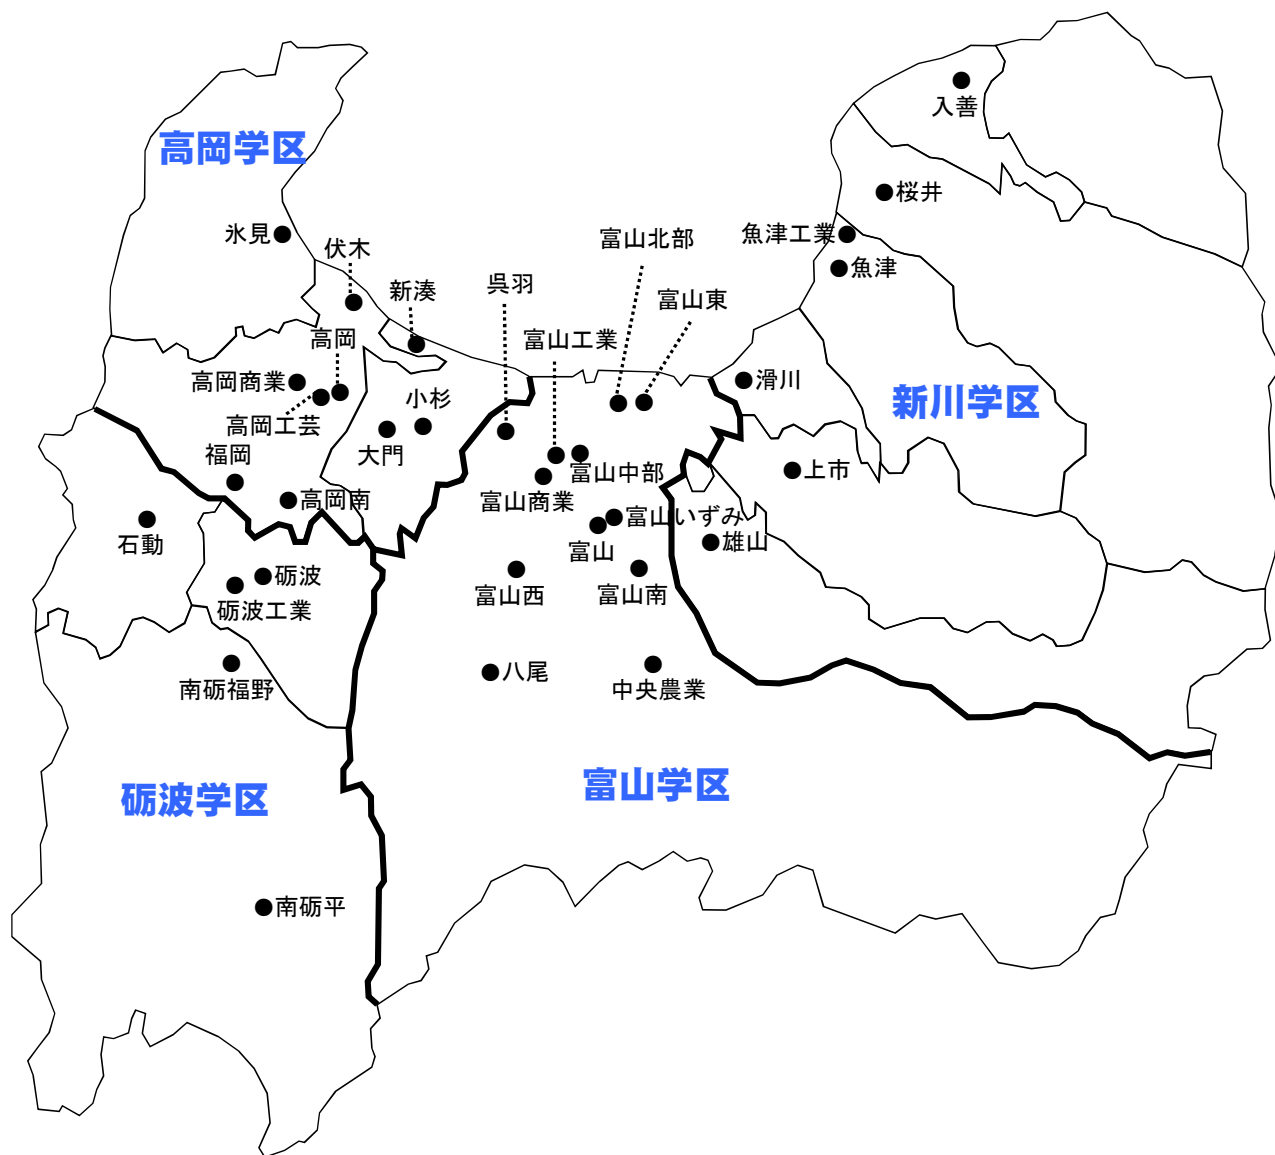 入善
高岡学区
桜井
氷見
伏木
富山北部
魚津工業
魚津
新湊
呉羽
富山東
高岡
富山工業
高岡商業
滑川
新川学区
小杉
高岡工芸
大門
福岡
富山中部
上市
高岡南
富山商業
富山いずみ
石動
富山
雄山
砺波
砺波工業
富山西
富山南
南砺福野
八尾
中央農業
砺波学区
富山学区
南砺平